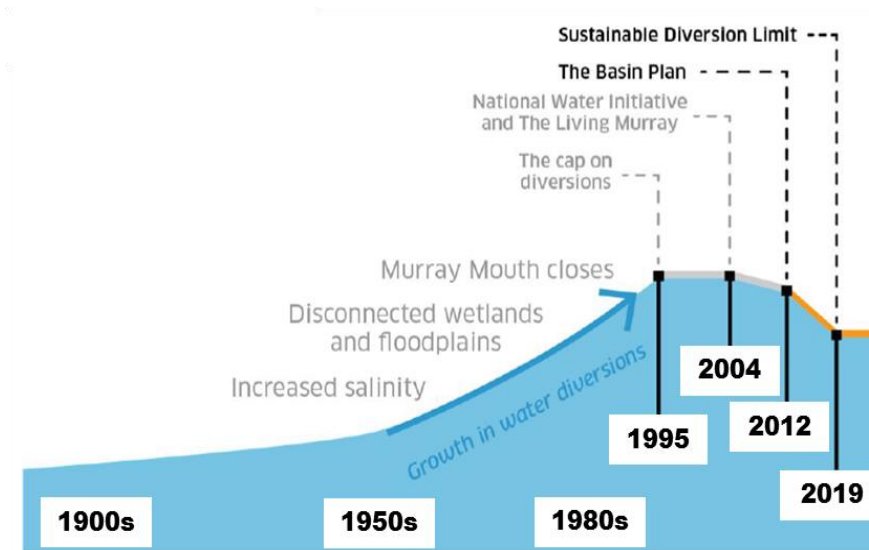 Sustainable Diversion Limit
The Basin Plan
National Water Initiative
and The Living Murray
The cap on
diversions
Murray Mouth closes
Disconnected wetlands
and floodplains
Increased salinity
Growth in water diversions
1900s
1950s
1980s
1995
2004
2012
2019